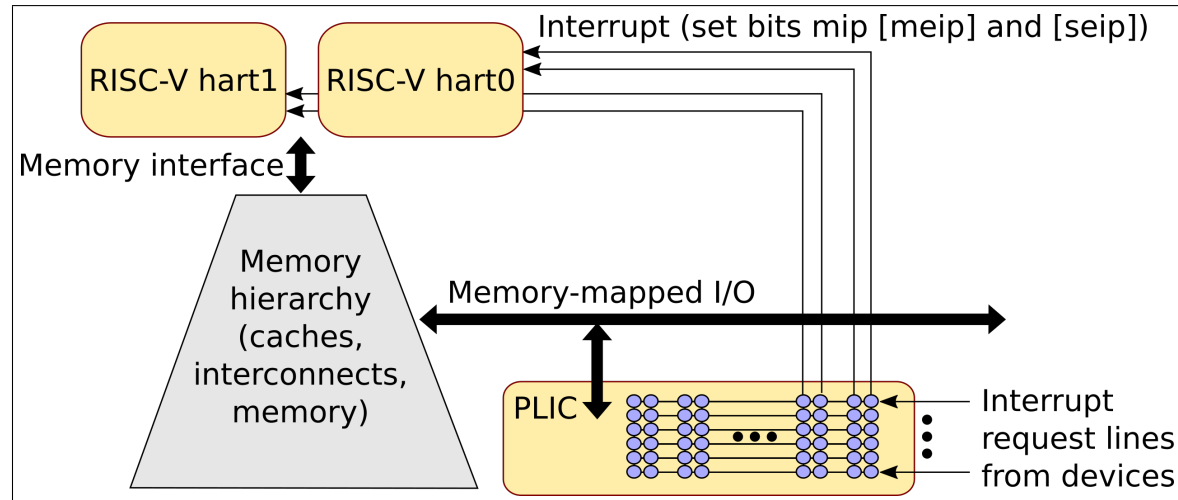 Interrupt (set bits mip [meip] and [seip])
RISC-V hart1
RISC-V hart0
Memory interface
Memory
hierarchy
(caches,
interconnects,
memory)
Memory-mapped I/O
PLIC
Interrupt
request lines
from devices